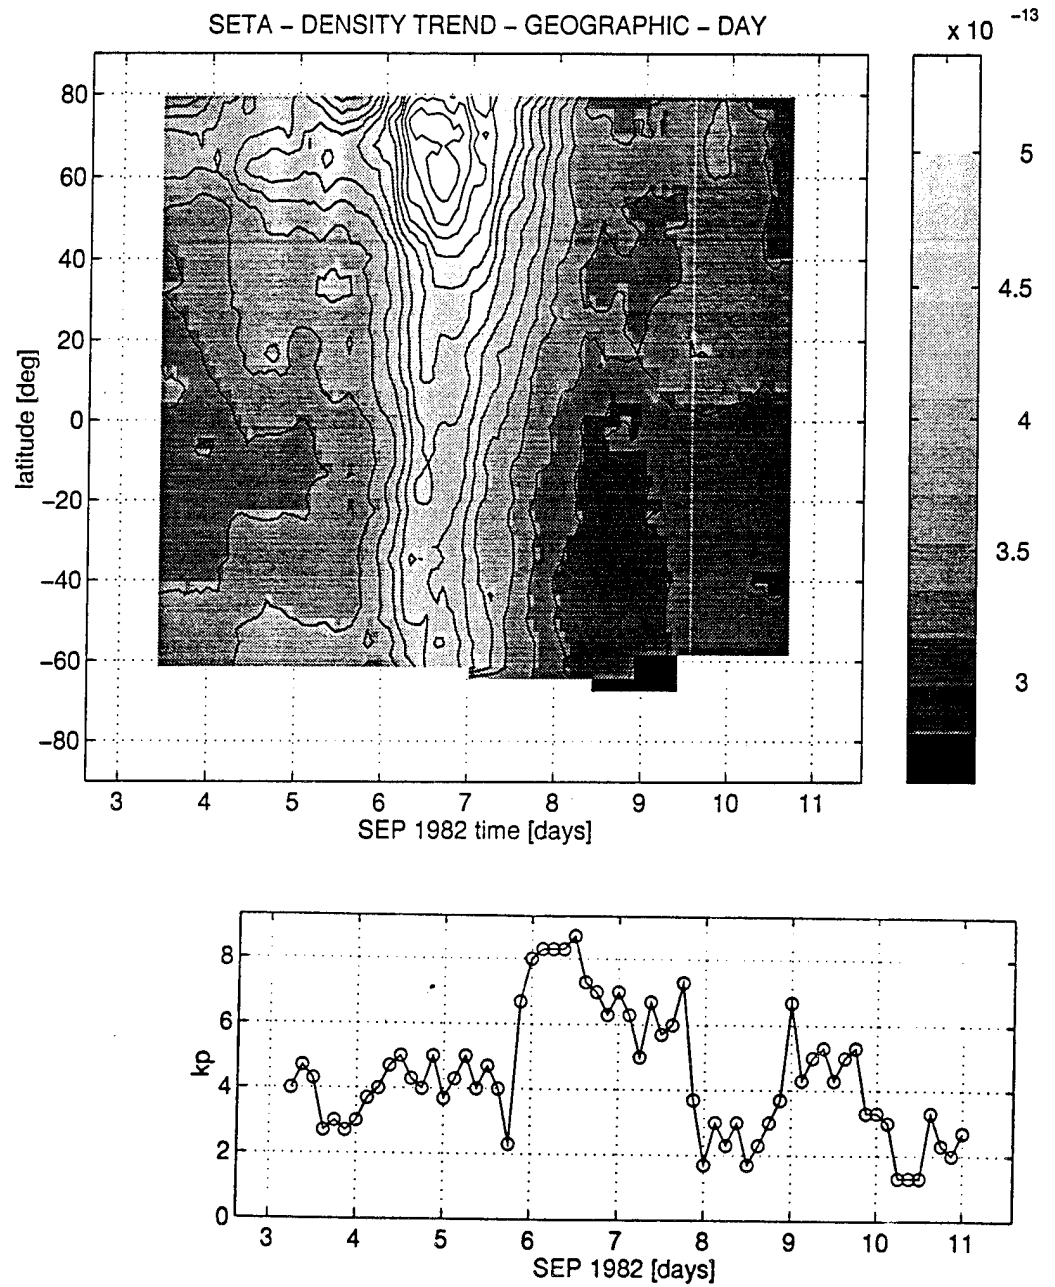 SETA – DENSITY TREND – GEOGRAPHIC – DAY
x 10 -13
80
60
40
20
0
−20
−40
−60
−80
latitude [deg]
3 4 5 6 7 8 9 10 11
SEP 1982 time [days]
5
4.5
4
3.5
3
8
6
4
2
0
kp
3 4 5 6 7 8 9 10 11
SEP 1982 [days]